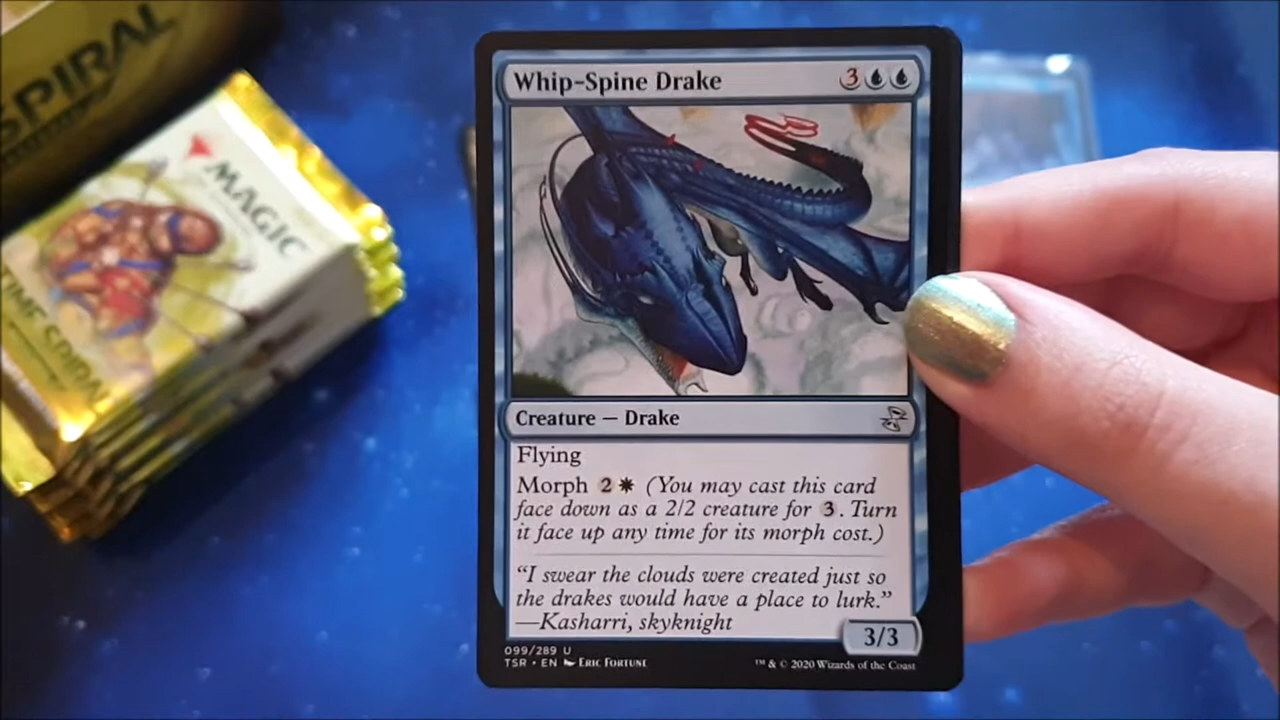 SPIRAL
MAGIC
TIME SPIRAL
Whip-Spine Drake 3
Creature — Drake
Flying
Morph 2 (You may cast this card
face down as a 2/2 creature for 3. Turn
it face up any time for its morph cost.)
“I swear the clouds were created just so
the drakes would have a place to lurk.”
—Kasharri, skyknight
3/3
099/289 U
TSR • EN Eric Fortune
™ & © 2020 Wizards of the Coast